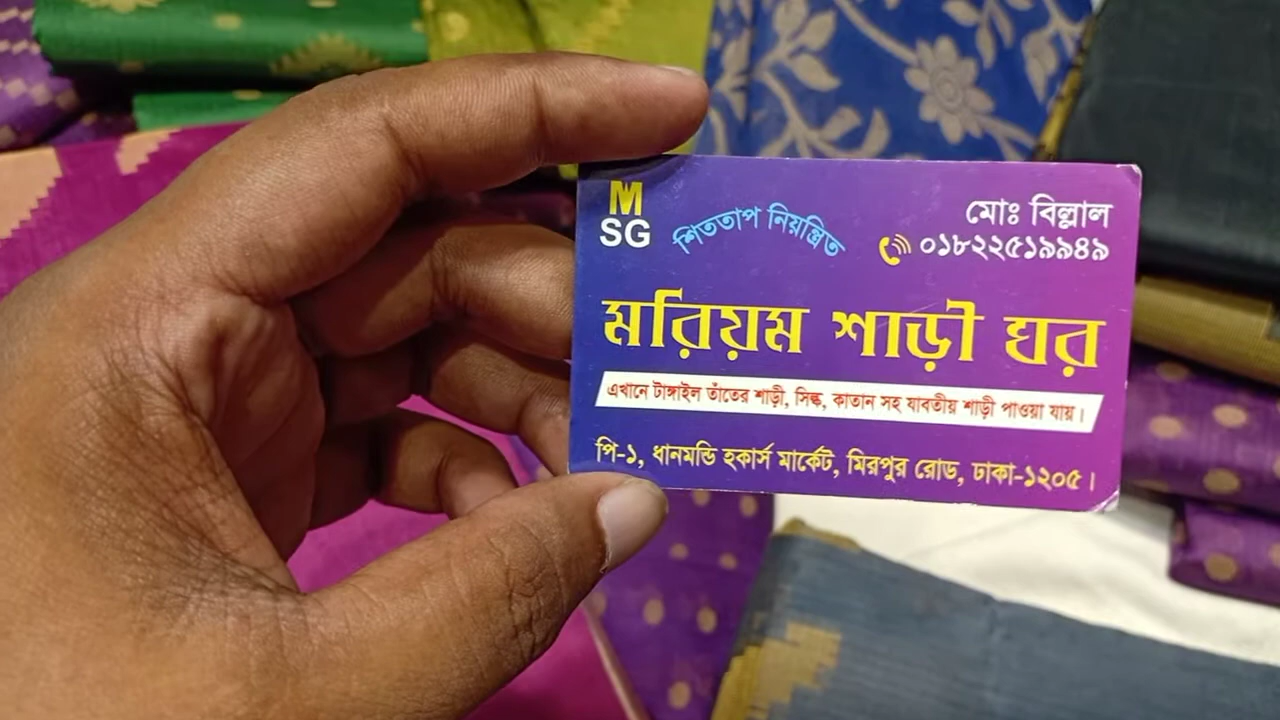 M
SG
শিততাপ নিয়ন্ত্রিত
মোঃ বিল্লাল
০১৮২২৫১৯৯৪৯
মরিয়ম শাড়ী ঘর
এখানে টাঙ্গাইল তাঁতের শাড়ী, সিল্ক, কাতান সহ যাবতীয় শাড়ী পাওয়া যায়।
পি-১, ধানমন্ডি হকার্স মার্কেট, মিরপুর রোড, ঢাকা-১২০৫।